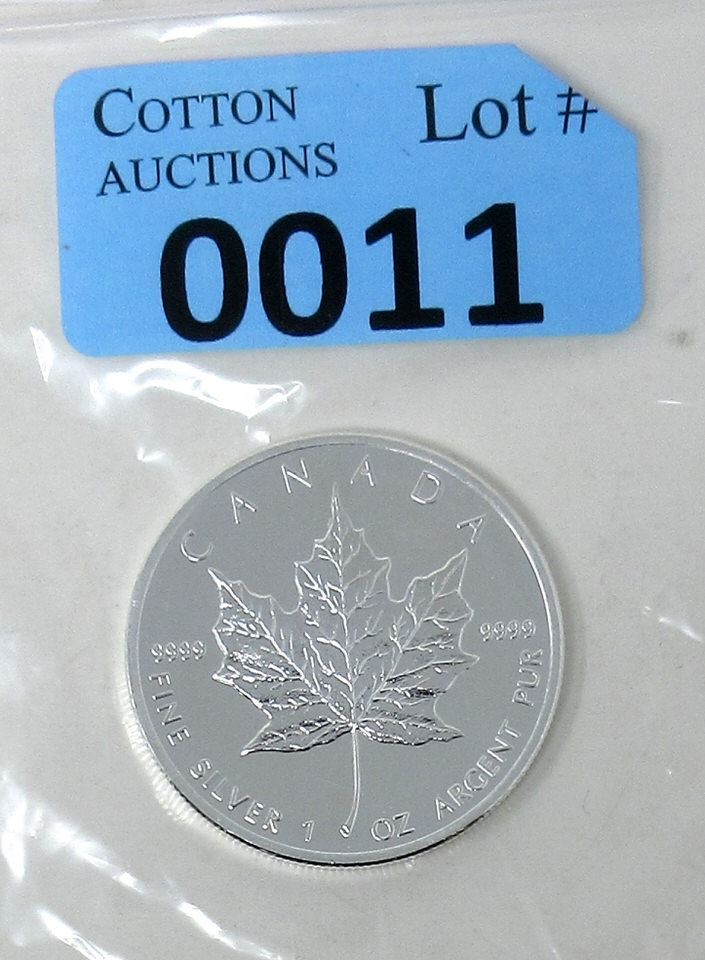 COTTON
AUCTIONS
Lot #
0011
CANADA
9999
9999
FINE SILVER 1 OZ ARGENT PUR